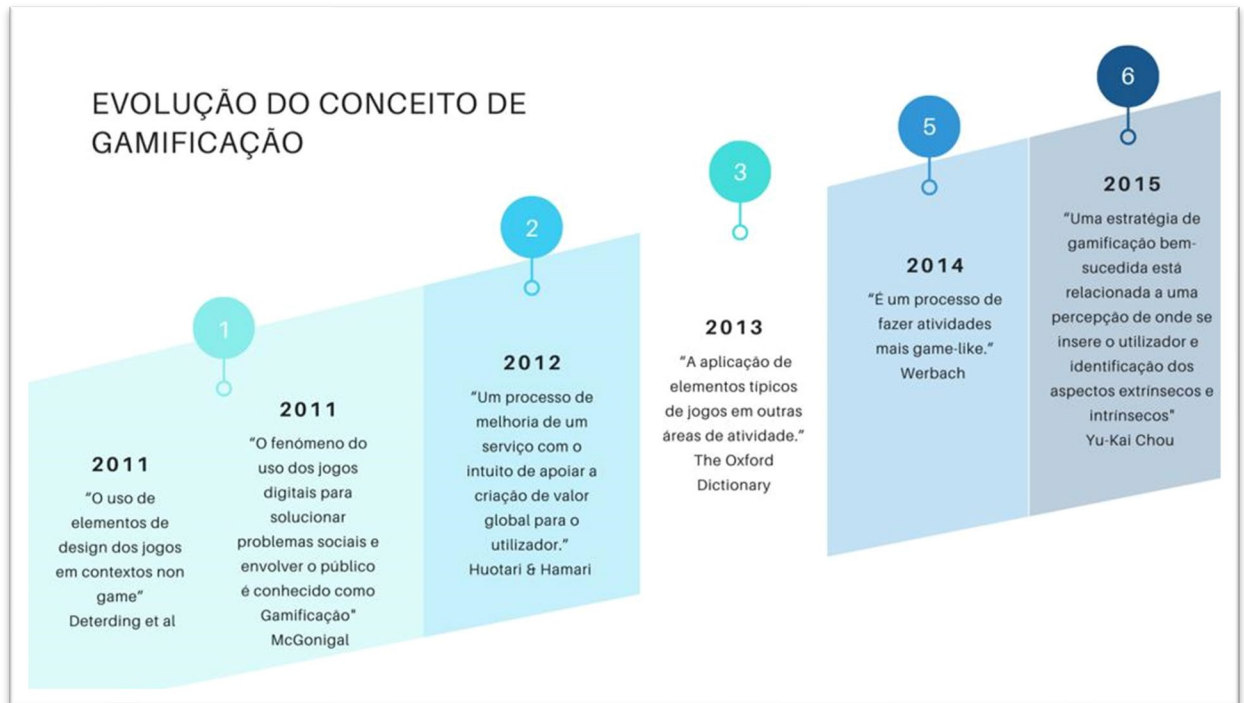 EVOLUÇÃO DO CONCEITO DE
GAMIFICAÇÃO
1
2011
“O uso de
elementos de
design dos jogos
em contextos non
game”
Deterding et al
2011
“O fenómeno do
uso dos jogos
digitais para
solucionar
problemas sociais e
envolver o público
é conhecido como
Gamificação"
McGonigal
2
2012
“Um processo de
melhoria de um
serviço com o
intuito de apoiar a
criação de valor
global para o
utilizador.”
Huotari & Hamari
3
2013
“A aplicação de
elementos típicos
de jogos em outras
áreas de atividade.”
The Oxford
Dictionary
5
2014
“É um processo de
fazer atividades
mais game-like.”
Werbach
6
2015
“Uma estratégia de
gamificação bem-
sucedida está
relacionada a uma
percepção de onde se
insere o utilizador e
identificação dos
aspectos extrínsecos e
intrínsecos"
Yu-Kai Chou